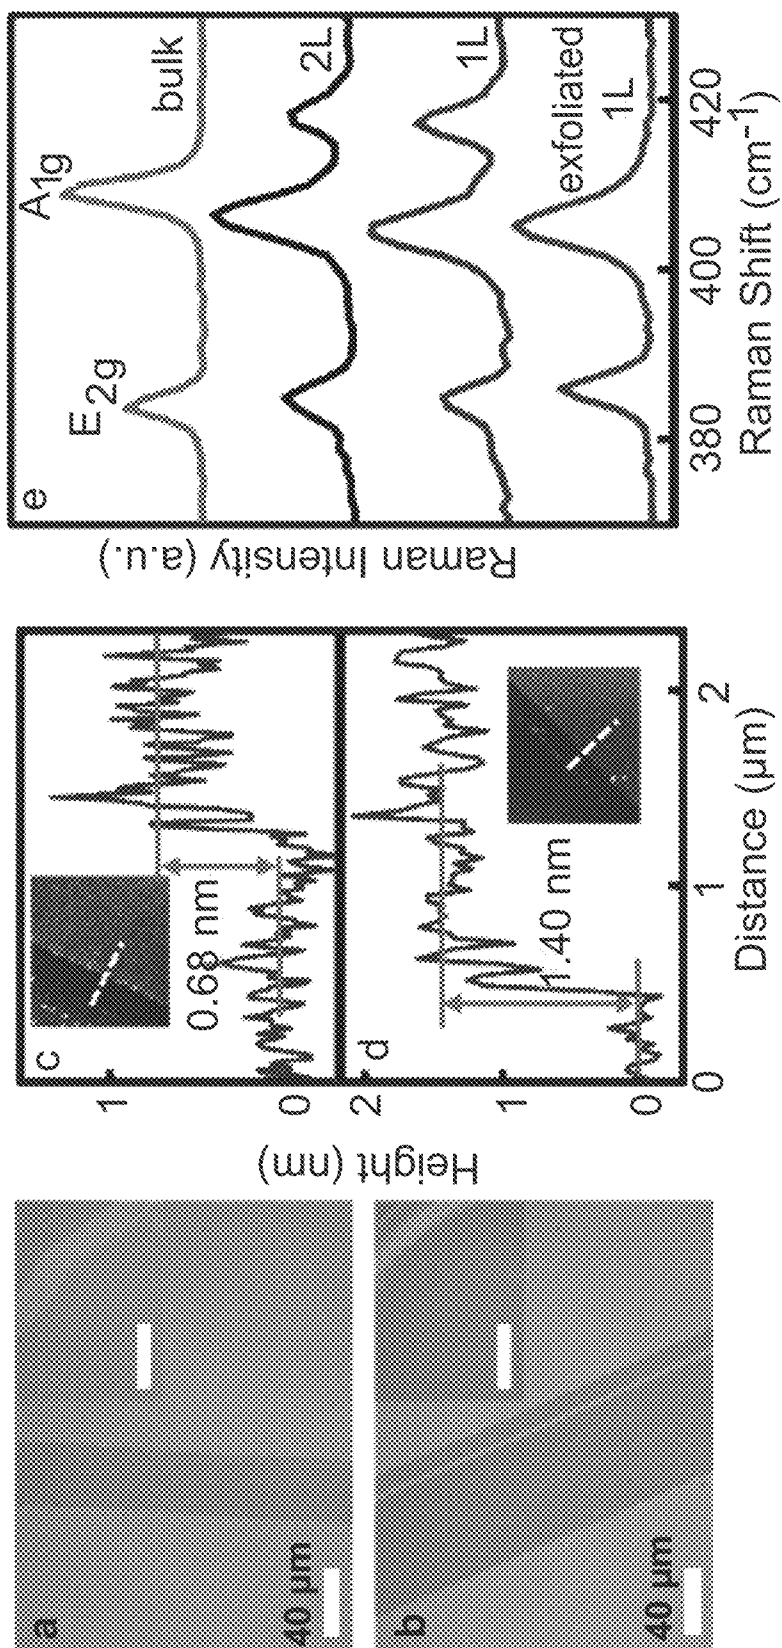 a
40 µm
b
40 µm
Height (nm)
c
1
0
0.68 nm
d
2
1
0
1.40 nm
0
1
2
Distance (µm)
Raman Intensity (a.u.)
e
E2g
A1g
bulk
2L
1L
exfoliated
1L
380
400
420
Raman Shift (cm-1)